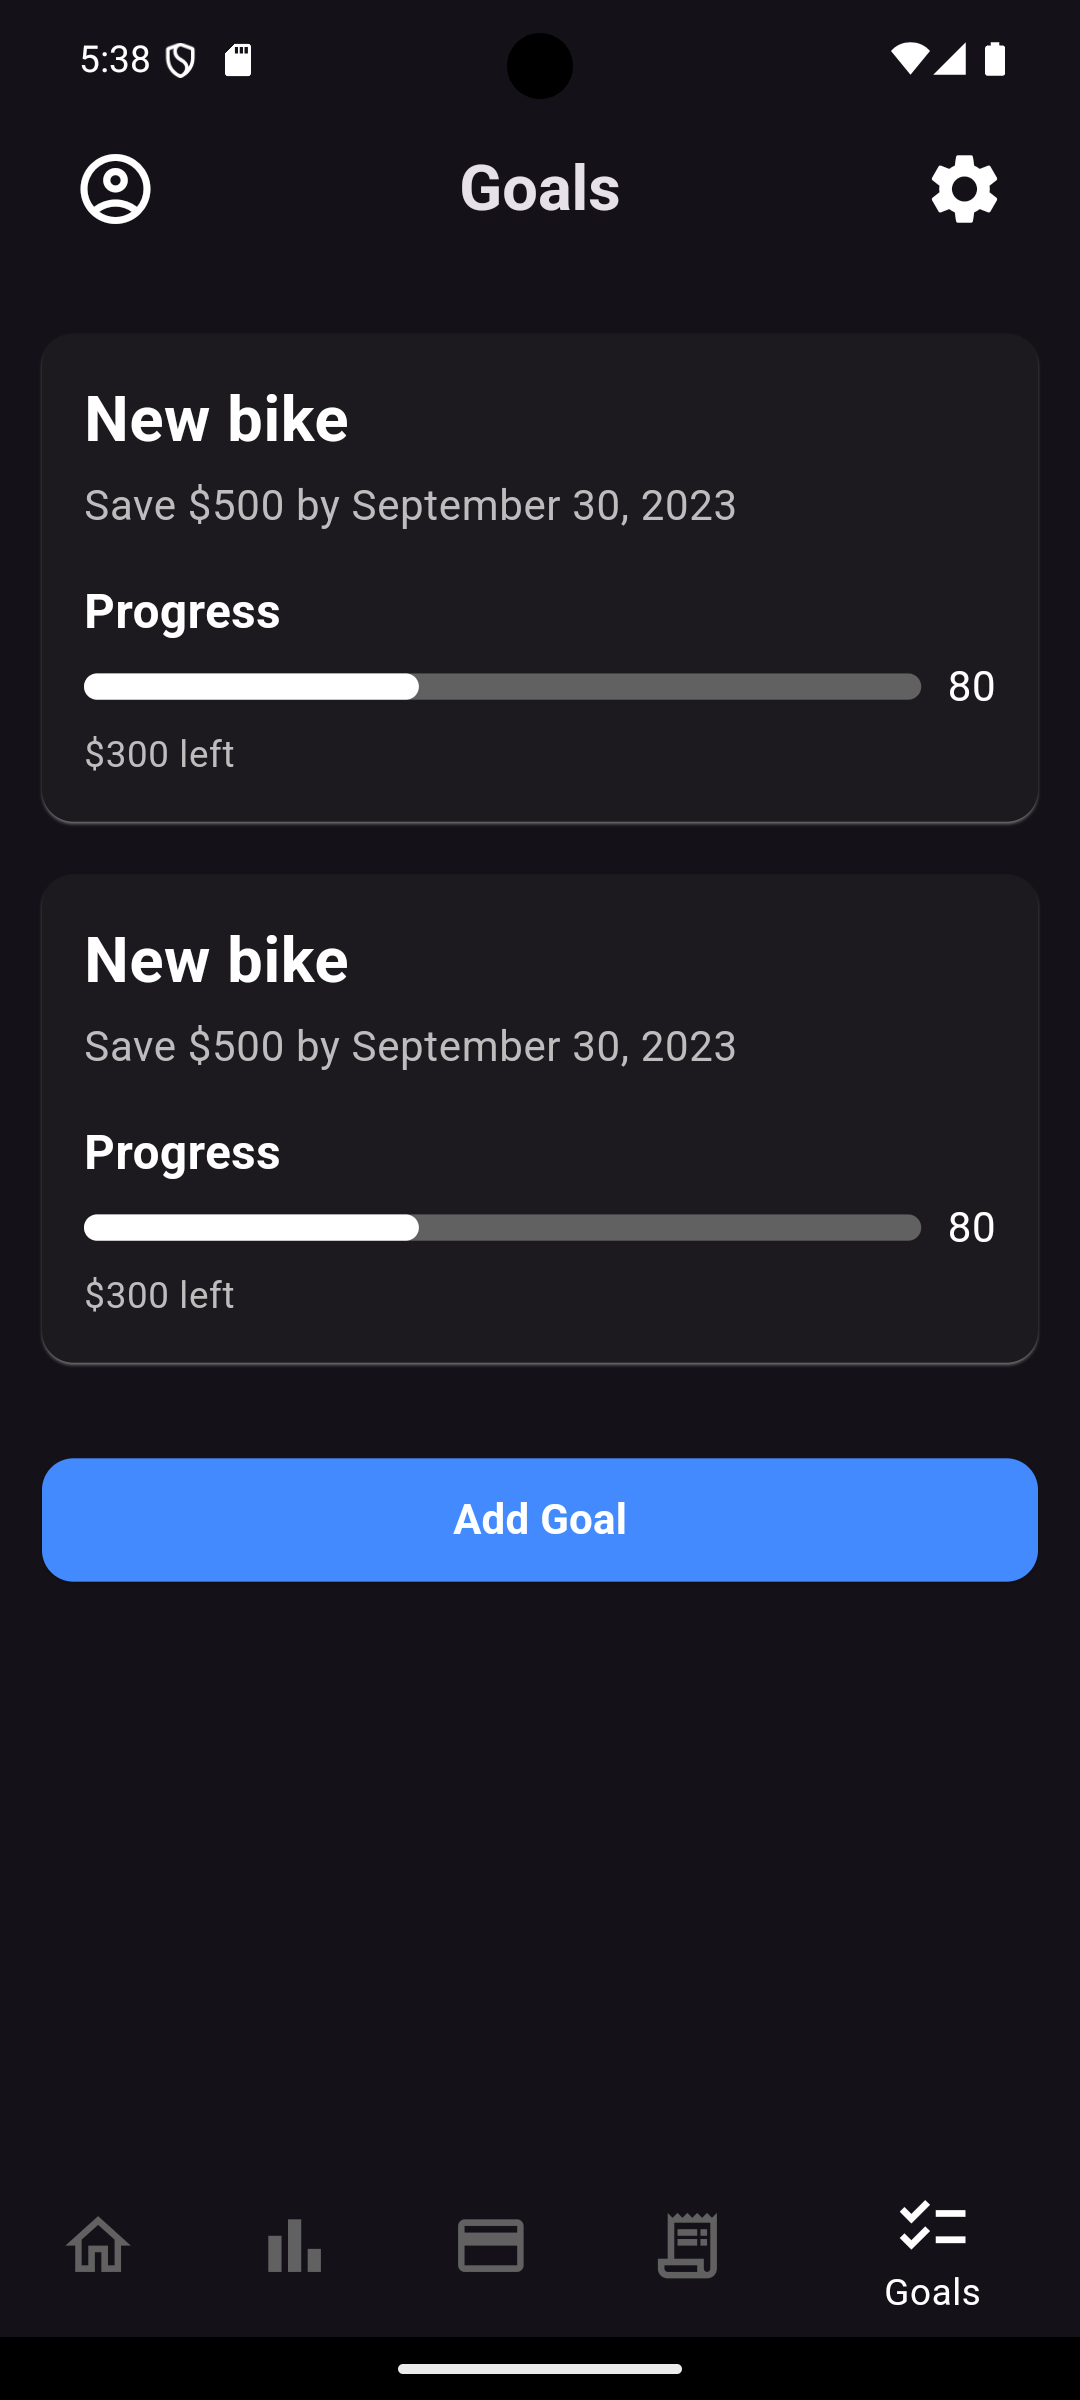 5:38
Goals
New bike
Save $500 by September 30, 2023
Progress
80
$300 left
New bike
Save $500 by September 30, 2023
Progress
80
$300 left
Add Goal
Goals